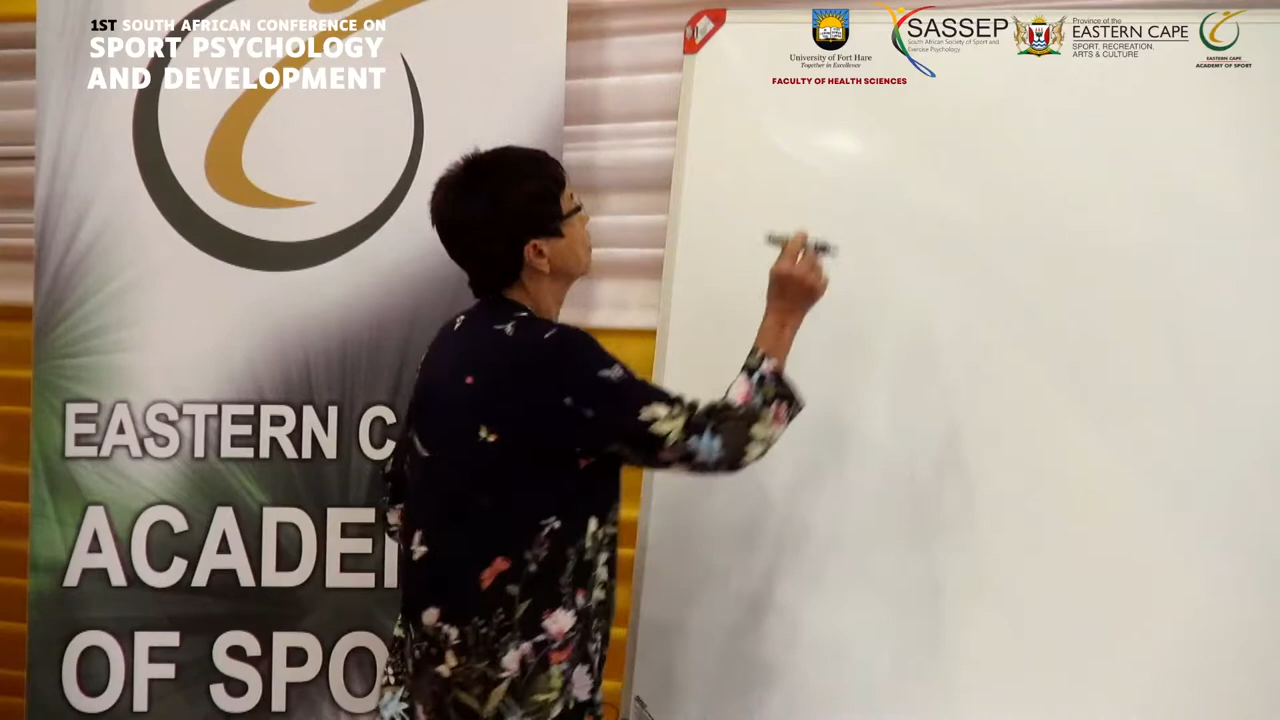 1ST SOUTH AFRICAN CONFERENCE ON
SPORT PSYCHOLOGY
AND DEVELOPMENT
University of Fort Hare
Together in Excellence
FACULTY OF HEALTH SCIENCES
SASSEP
South African Society of Sport and
Exercise Psychology
Province of the
EASTERN CAPE
SPORT, RECREATION,
ARTS & CULTURE
EASTERN CAPE
ACADEMY OF SPORT
EASTERN C
ACADE
OF SPO